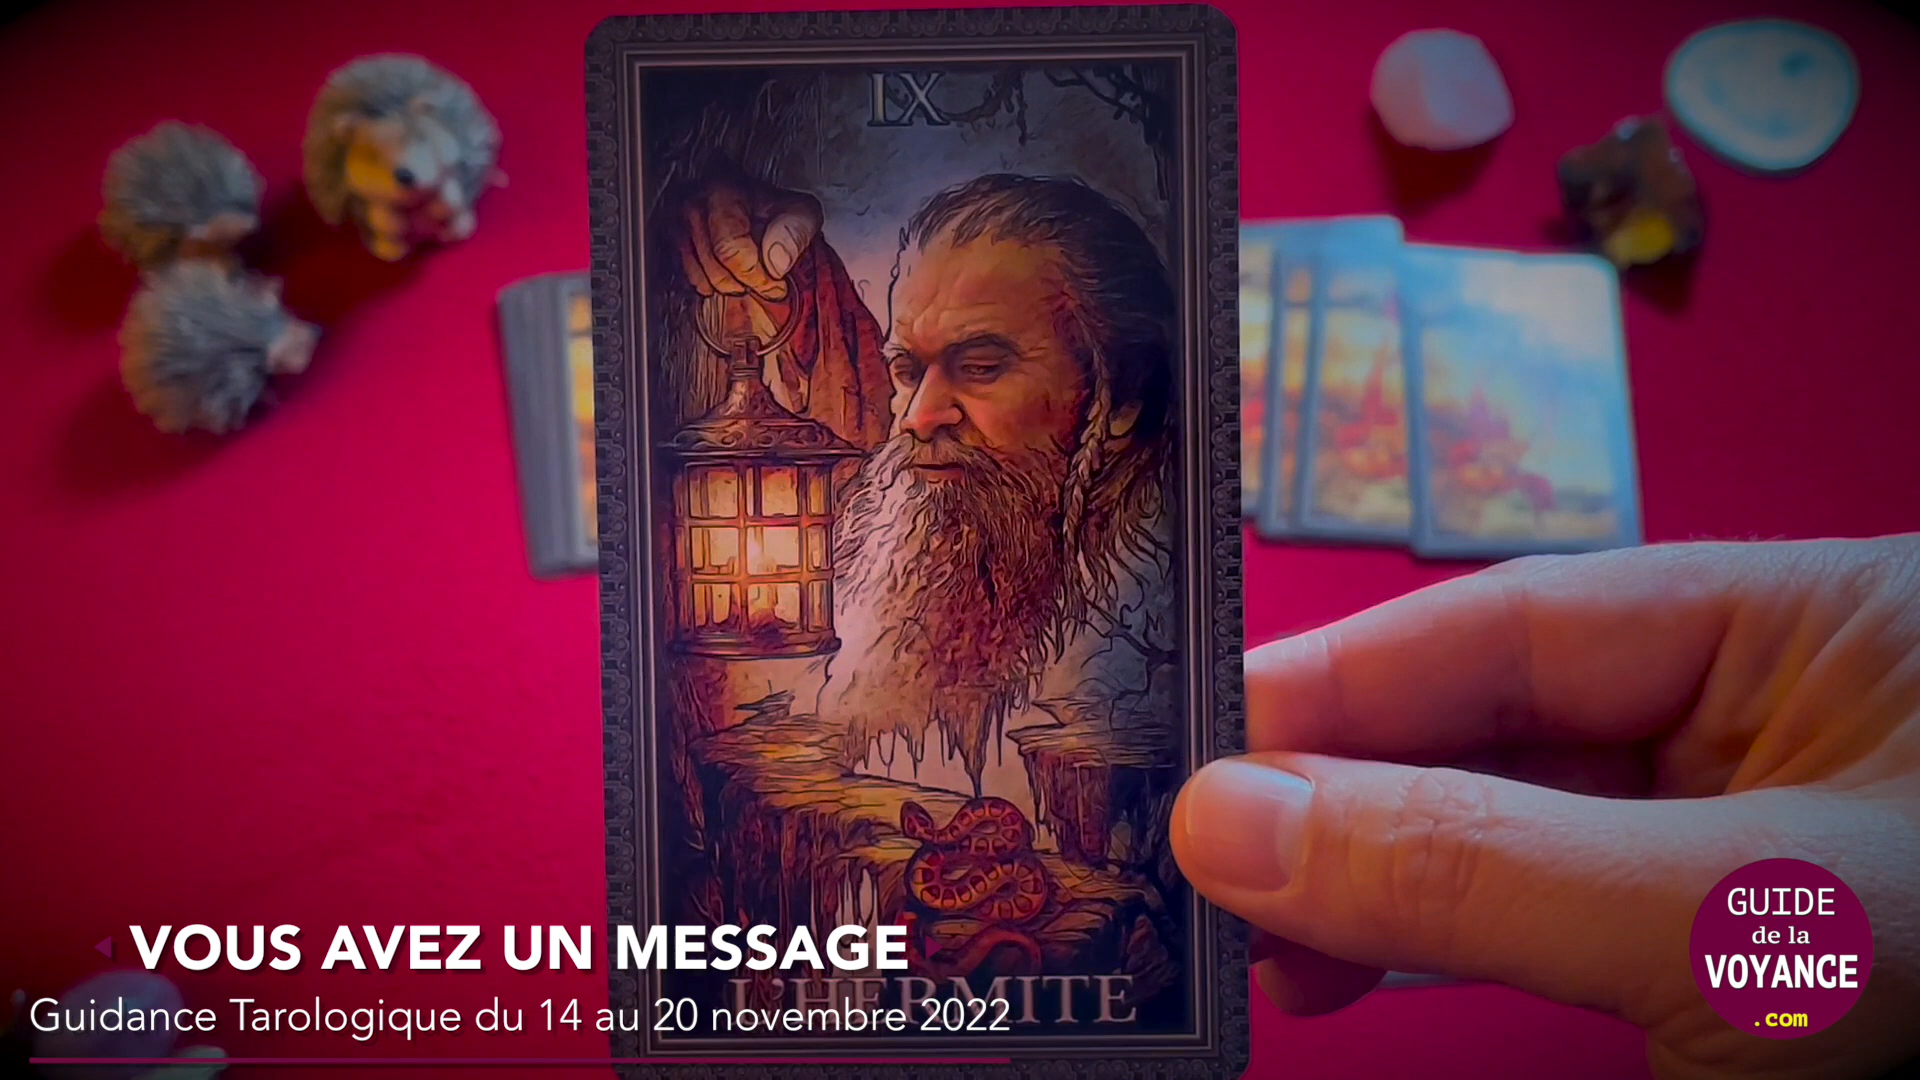 IX
L'HERMITE
VOUS AVEZ UN MESSAGE
Guidance Tarologique du 14 au 20 novembre 2022
GUIDE
de la
VOYANCE
.com